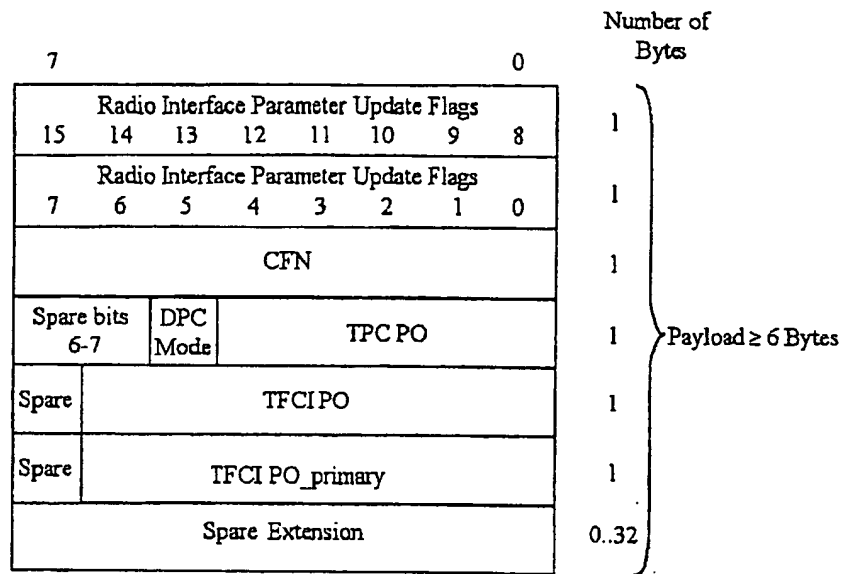 Number of
Bytes
7 0
Radio Interface Parameter Update Flags
15 14 13 12 11 10 9 8
1
Radio Interface Parameter Update Flags
7 6 5 4 3 2 1 0
1
CFN
1
Spare bits
6-7
DPC
Mode
TPC PO
1
Payload ≥ 6 Bytes
Spare
TFCI PO
1
Spare
TFCI PO_primary
1
Spare Extension
0..32